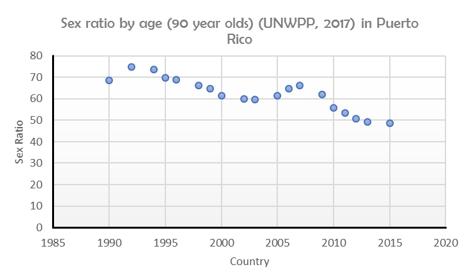 Sex ratio by age (90 year olds) (UNWPP, 2017) in Puerto
Rico
80
70
60
50
40
30
20
10
0
Sex Ratio
1985 1990 1995 2000 2005 2010 2015 2020
Country